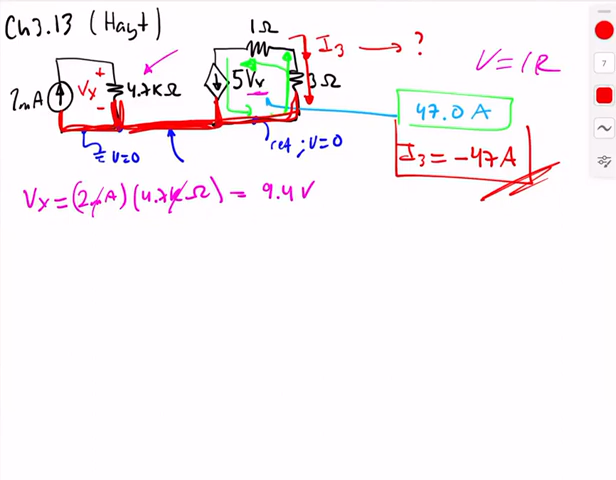 Ch3.13 (Hayt)
1Ω
I3 → ?
V = IR
2mA
Vx
+
-
4.7KΩ
5Vx
3Ω
47.0 A
V=0
ref ; V=0
I3 = -47A
Vx = (2mA)(4.7KΩ) = 9.4V
7